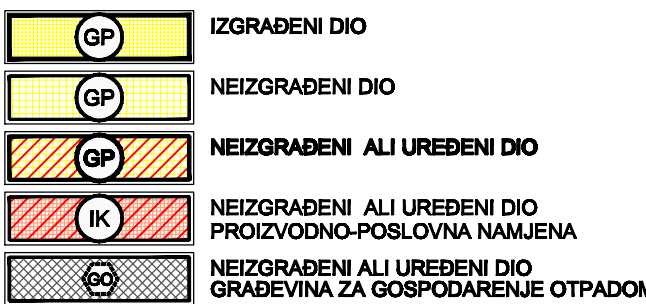 GP IZGRAĐENI DIO
GP NEIZGRAĐENI DIO
GP NEIZGRAĐENI ALI UREĐENI DIO
IK NEIZGRAĐENI ALI UREĐENI DIO
PROIZVODNO-POSLOVNA NAMJENA
GO NEIZGRAĐENI ALI UREĐENI DIO
GRAĐEVINA ZA GOSPODARENJE OTPADOM